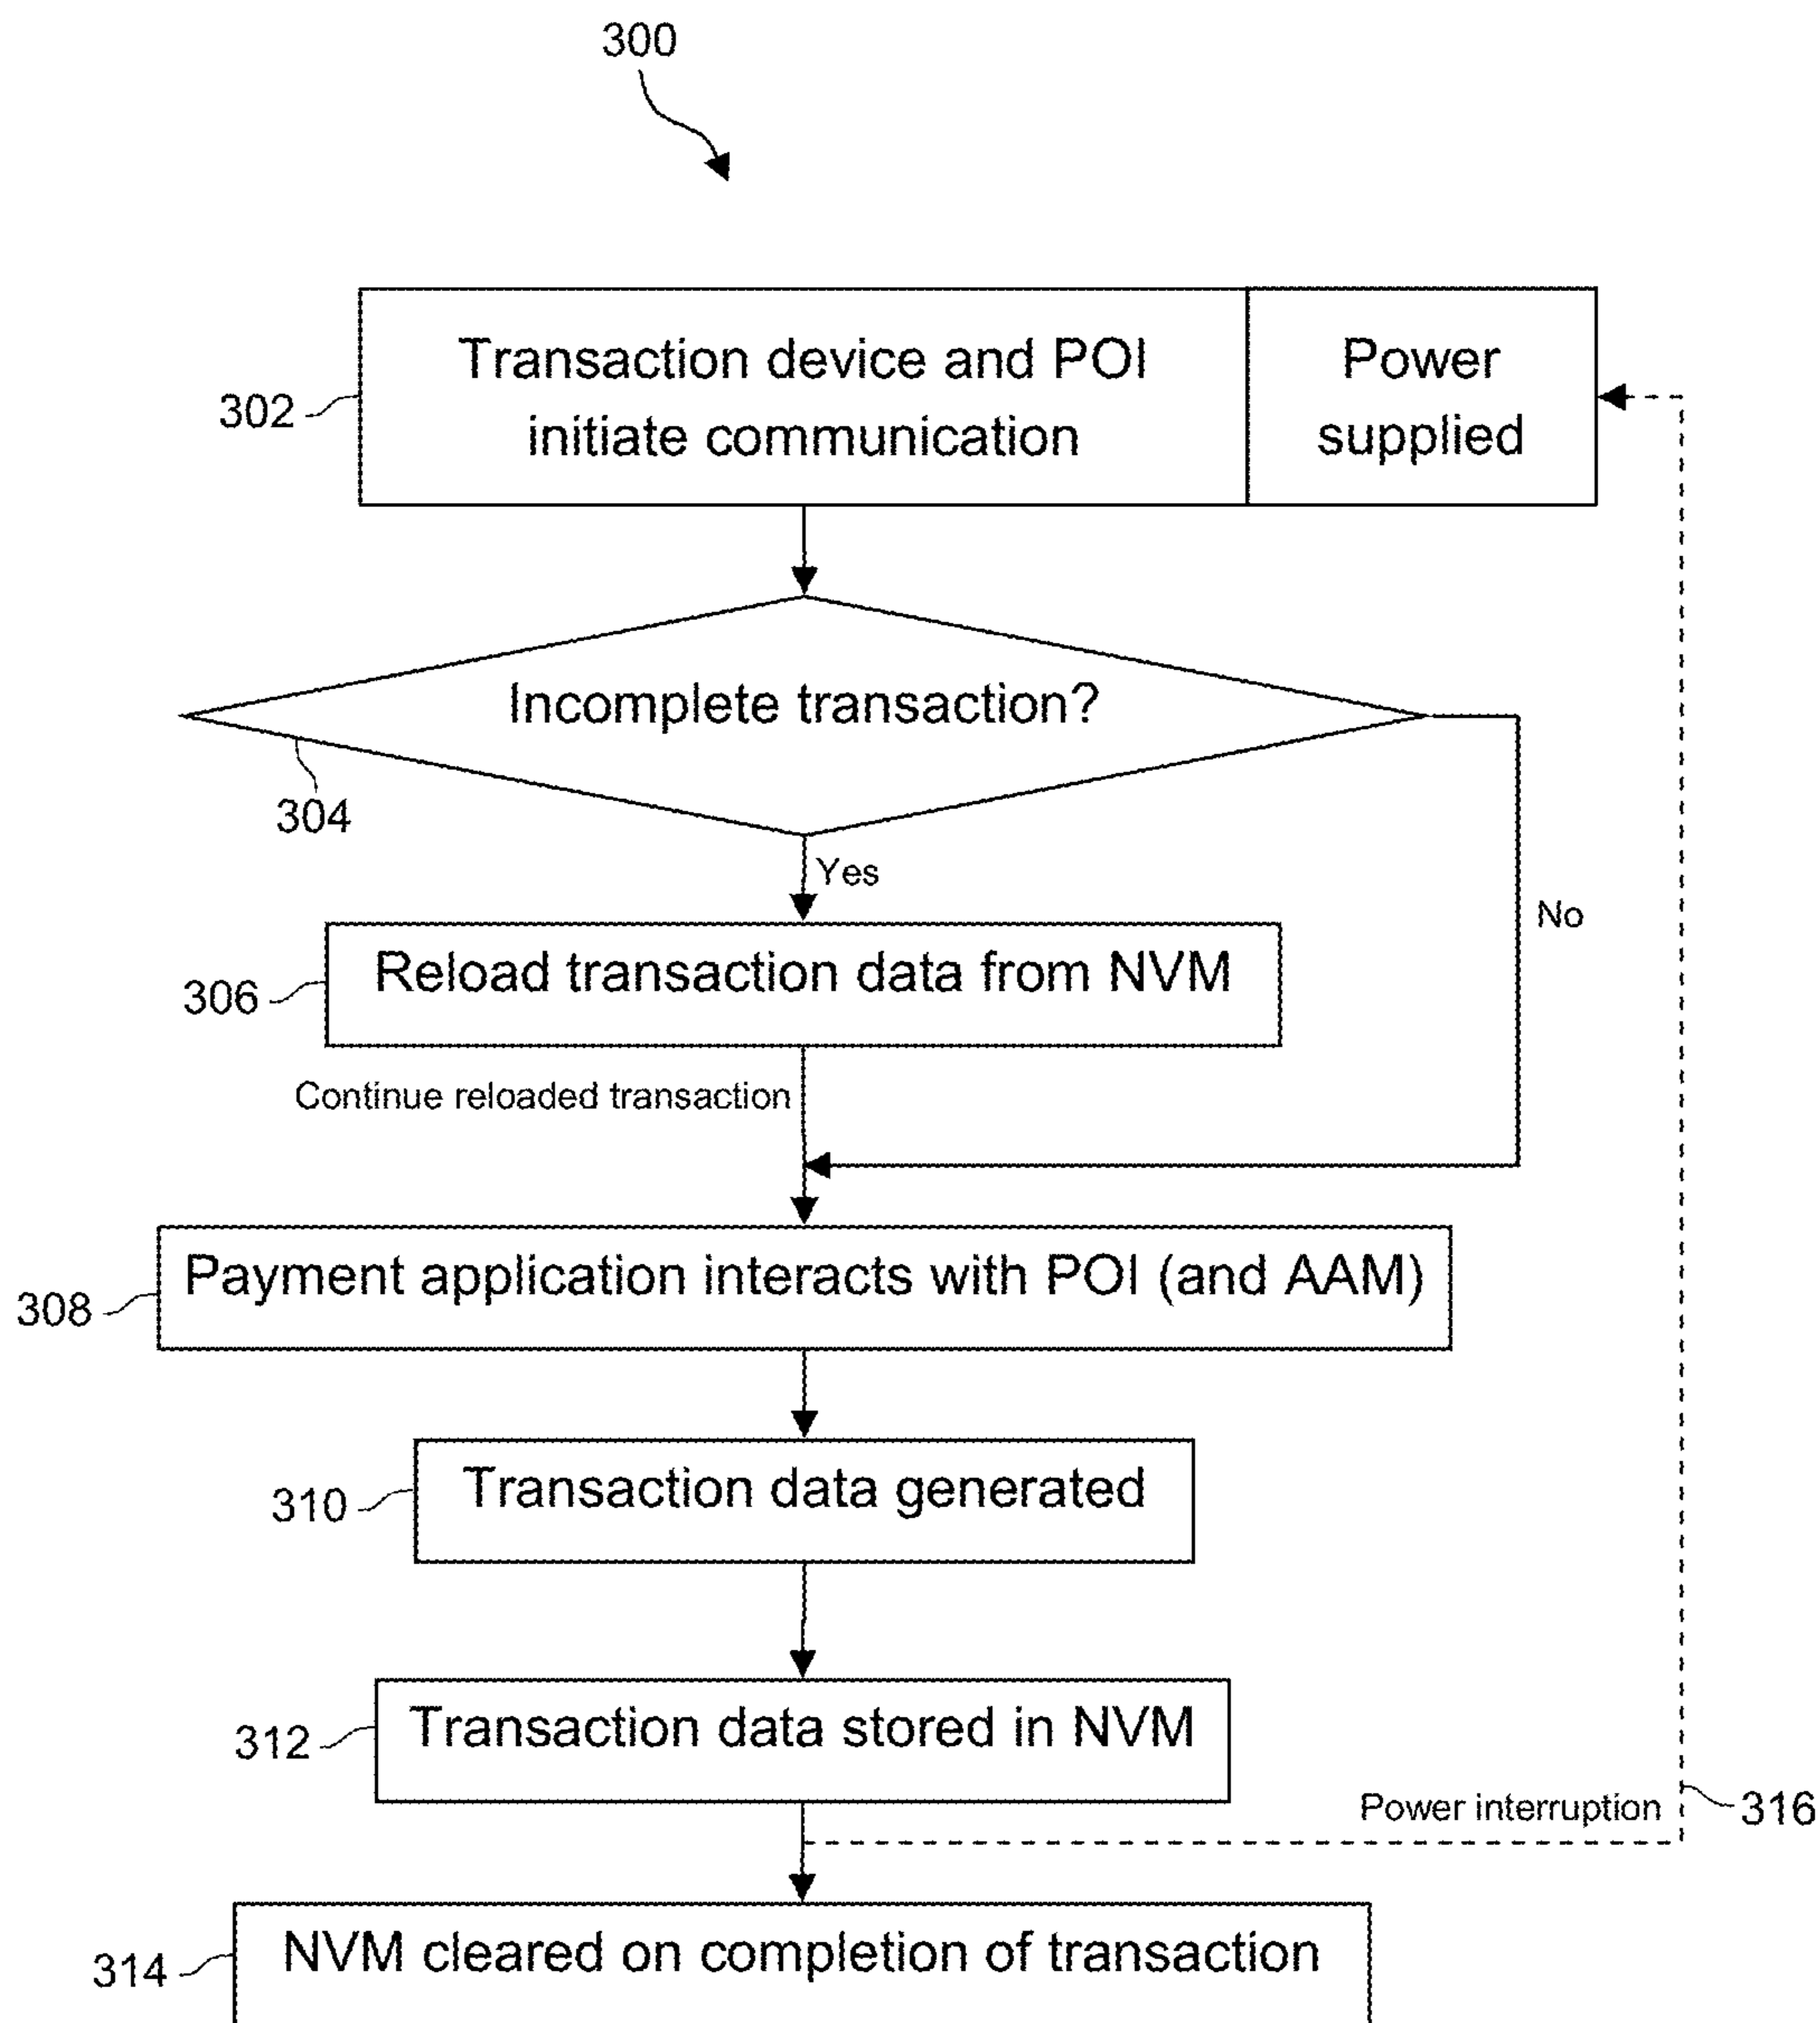 300
Transaction device and POI
initiate communication
Power
supplied
302
Incomplete transaction?
304
Yes
No
Reload transaction data from NVM
306
Continue reloaded transaction
Payment application interacts with POI (and AAM)
308
Transaction data generated
310
Transaction data stored in NVM
312
Power interruption
316
NVM cleared on completion of transaction
314